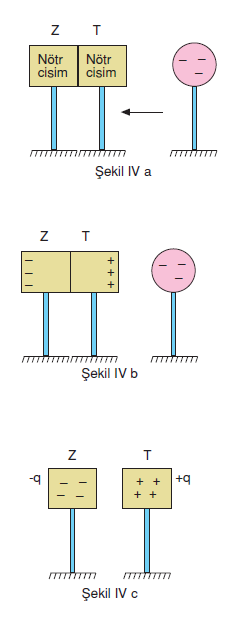 Z T
Nötr Nötr
cisim cisim
– –
–
Şekil IV a
Z T
– +
– +
– +
– –
–
Şekil IV b
Z T
-q – – + + +q
– – + +
Şekil IV c